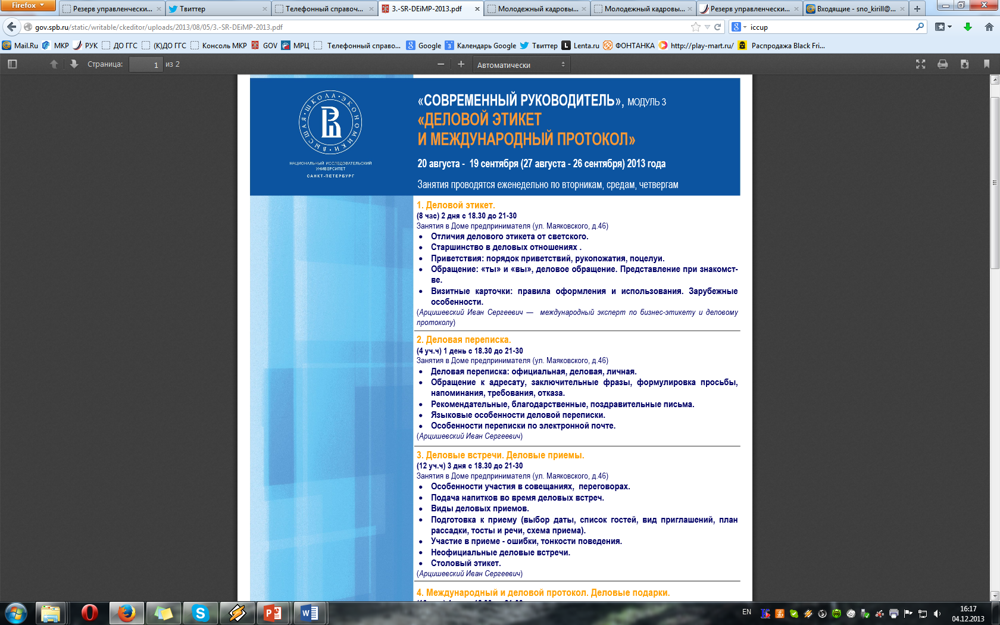 Firefox
Резерв управленчески...
Твиттер
Телефонный справоч...
3.-SR-DEiMP-2013.pdf
Молодежный кадровы...
Молодежный кадровы...
Резерв управленчески...
Входящие - sno_kirill@...
gov.spb.ru/static/writable/ckeditor/uploads/2013/08/05/3.-SR-DEiMP-2013.pdf
iccup
Mail.Ru
МКР
РУК
ДО ГГС
(К)ДО ГГС
Консоль МКР
GOV
МРЦ
Телефонный справо...
Google
Календарь Google
Твиттер
Lenta.ru
ФОНТАНКА
http://play-mart.ru/
Распродажа Black Fri...
Страница: 1 из 2
Автоматически
ВЫСШАЯ • ШКОЛА • ЭКОНОМИКИ
НАЦИОНАЛЬНЫЙ ИССЛЕДОВАТЕЛЬСКИЙ
УНИВЕРСИТЕТ
САНКТ-ПЕТЕРБУРГ
«СОВРЕМЕННЫЙ РУКОВОДИТЕЛЬ», МОДУЛЬ 3
«ДЕЛОВОЙ ЭТИКЕТ
И МЕЖДУНАРОДНЫЙ ПРОТОКОЛ»
20 августа - 19 сентября (27 августа - 26 сентября) 2013 года
Занятия проводятся еженедельно по вторникам, средам, четвергам
1. Деловой этикет.
(8 час) 2 дня с 18.30 до 21-30
Занятия в Доме предпринимателя (ул. Маяковского, д.46)
• Отличия делового этикета от светского.
• Старшинство в деловых отношениях .
• Приветствия: порядок приветствий, рукопожатия, поцелуи.
• Обращение: «ты» и «вы», деловое обращение. Представление при знакомст-
ве.
• Визитные карточки: правила оформления и использования. Зарубежные
особенности.
(Арцишевский Иван Сергеевич — международный эксперт по бизнес-этикету и деловому
протоколу)
2. Деловая переписка.
(4 уч.ч) 1 день с 18.30 до 21-30
Занятия в Доме предпринимателя (ул. Маяковского, д.46)
• Деловая переписка: официальная, деловая, личная.
• Обращение к адресату, заключительные фразы, формулировка просьбы,
напоминания, требования, отказа.
• Рекомендательные, благодарственные, поздравительные письма.
• Языковые особенности деловой переписки.
• Особенности переписки по электронной почте.
(Арцишевский Иван Сергеевич)
3. Деловые встречи. Деловые приемы.
(12 уч.ч) 3 дня с 18.30 до 21-30
Занятия в Доме предпринимателя (ул. Маяковского, д.46)
• Особенности участия в совещаниях, переговорах.
• Подача напитков во время деловых встреч.
• Виды деловых приемов.
• Подготовка к приему (выбор даты, список гостей, вид приглашений, план
рассадки, тосты и речи, схема приема).
• Участие в приеме - ошибки, тонкости поведения.
• Неофициальные деловые встречи.
• Столовый этикет.
(Арцишевский Иван Сергеевич)
4. Международный и деловой протокол. Деловые подарки.
EN
16:17
04.12.2013